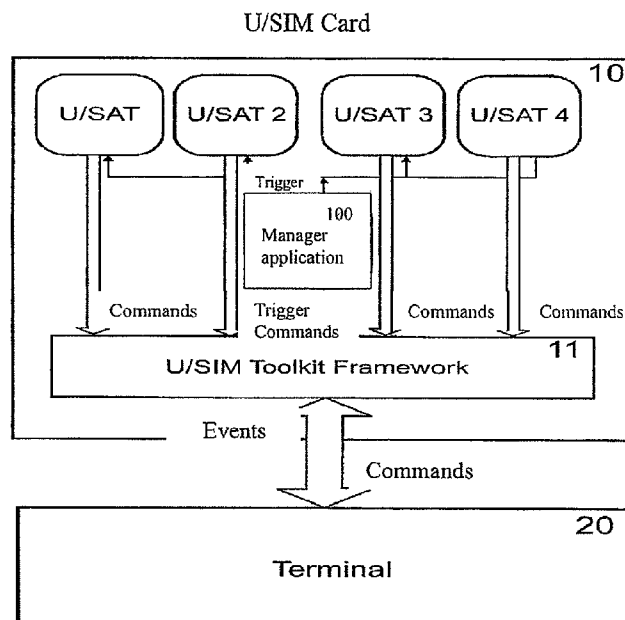 U/SIM Card
10
U/SAT
U/SAT 2
U/SAT 3
U/SAT 4
Trigger
100
Manager
application
Commands
Trigger
Commands
Commands
Commands
11
U/SIM Toolkit Framework
Events
Commands
20
Terminal